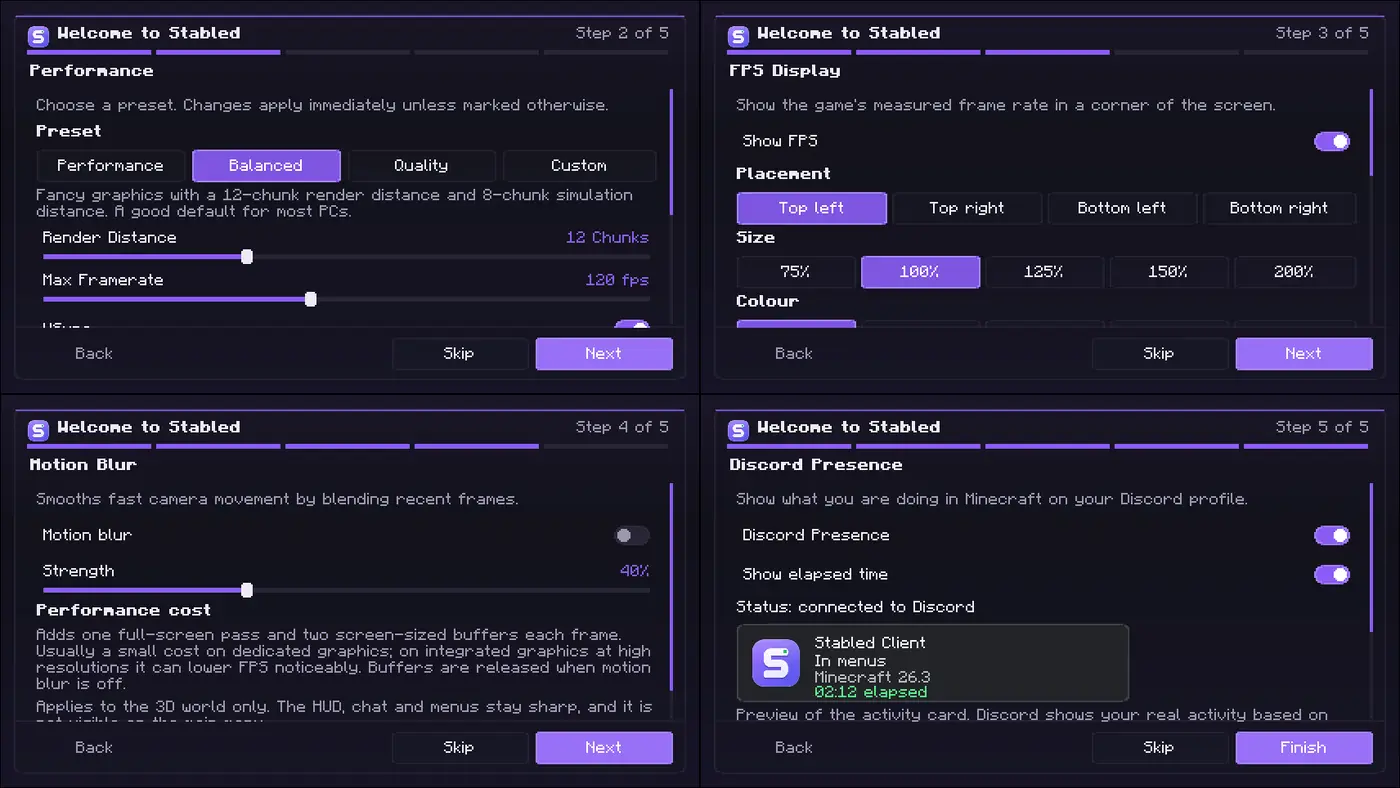 S Welcome to Stabled
Step 2 of 5
Performance
Choose a preset. Changes apply immediately unless marked otherwise.
Preset
Performance
Balanced
Quality
Custom
Fancy graphics with a 12-chunk render distance and 8-chunk simulation
distance. A good default for most PCs.
Render Distance
12 Chunks
Max Framerate
120 fps
VSync
Back
Skip
Next
S Welcome to Stabled
Step 3 of 5
FPS Display
Show the game's measured frame rate in a corner of the screen.
Show FPS
Placement
Top left
Top right
Bottom left
Bottom right
Size
75%
100%
125%
150%
200%
Colour
Back
Skip
Next
S Welcome to Stabled
Step 4 of 5
Motion Blur
Smooths fast camera movement by blending recent frames.
Motion blur
Strength
40%
Performance cost
Adds one full-screen pass and two screen-sized buffers each frame.
Usually a small cost on dedicated graphics; on integrated graphics at high
resolutions it can lower FPS noticeably. Buffers are released when motion
blur is off.
Applies to the 3D world only. The HUD, chat and menus stay sharp, and it is
not visible on the main menu.
Back
Skip
Next
S Welcome to Stabled
Step 5 of 5
Discord Presence
Show what you are doing in Minecraft on your Discord profile.
Discord Presence
Show elapsed time
Status: connected to Discord
S
Stabled Client
In menus
Minecraft 26.3
02:12 elapsed
Preview of the activity card. Discord shows your real activity based on
Back
Skip
Finish